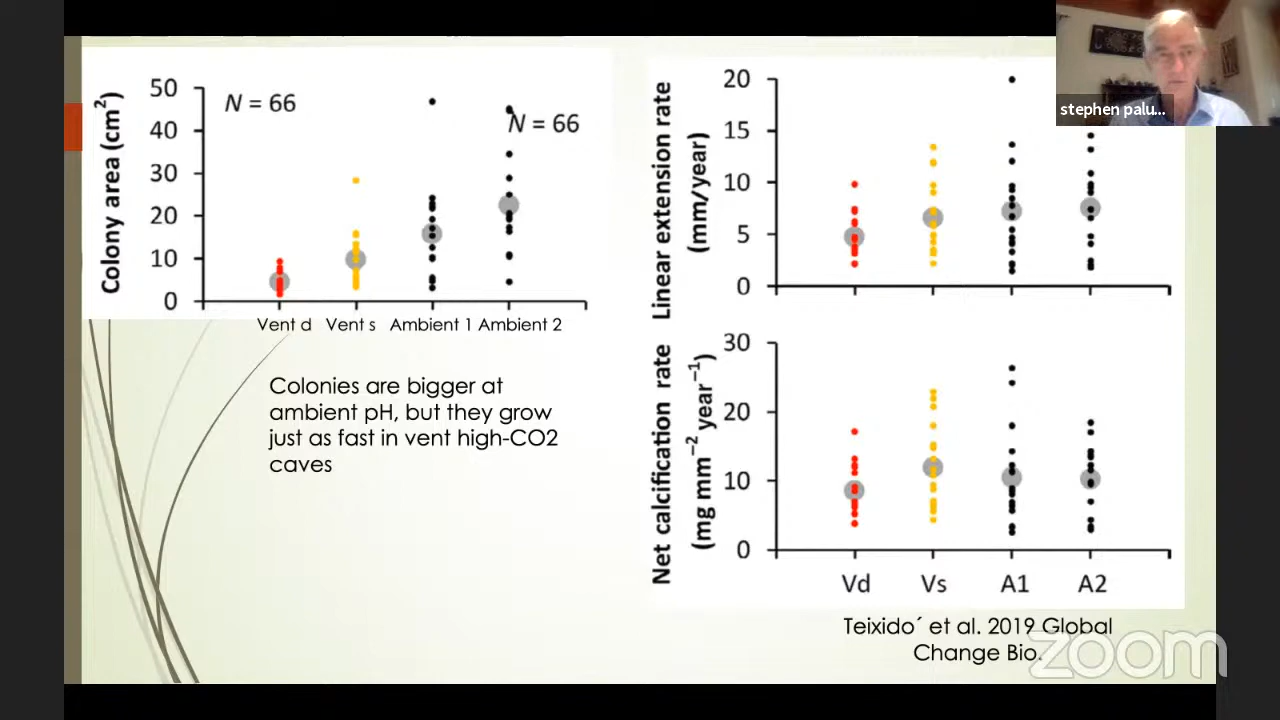 stephen palu...
Colony area (cm2)
50
40
30
20
10
0
N = 66
N = 66
Vent d Vent s Ambient 1 Ambient 2
Colonies are bigger at
ambient pH, but they grow
just as fast in vent high-CO2
caves
Linear extension rate
(mm/year)
20
15
10
5
0
Net calcification rate
(mg mm−2 year−1)
30
20
10
0
Vd Vs A1 A2
Teixido´ et al. 2019 Global
Change Bio.
zoom